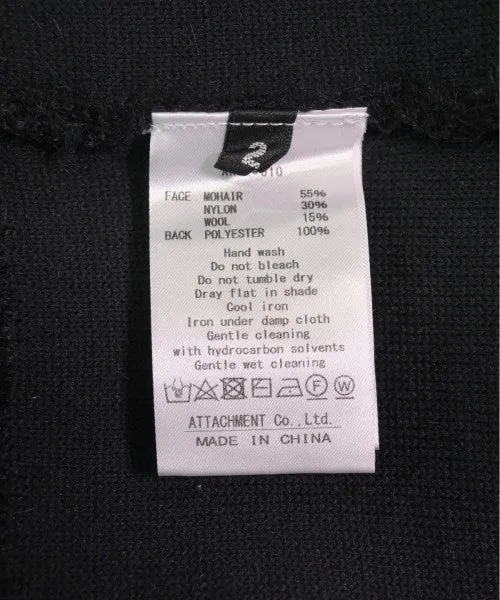 2
FACE MOHAIR 55%
NYLON 30%
WOOL 15%
BACK POLYESTER 100%
Hand wash
Do not bleach
Do not tumble dry
Dray flat in shade
Cool iron
Iron under damp cloth
Gentle cleaning
with hydrocarbon solvents
Gentle wet cleaning
F W
ATTACHMENT Co.,Ltd.
MADE IN CHINA